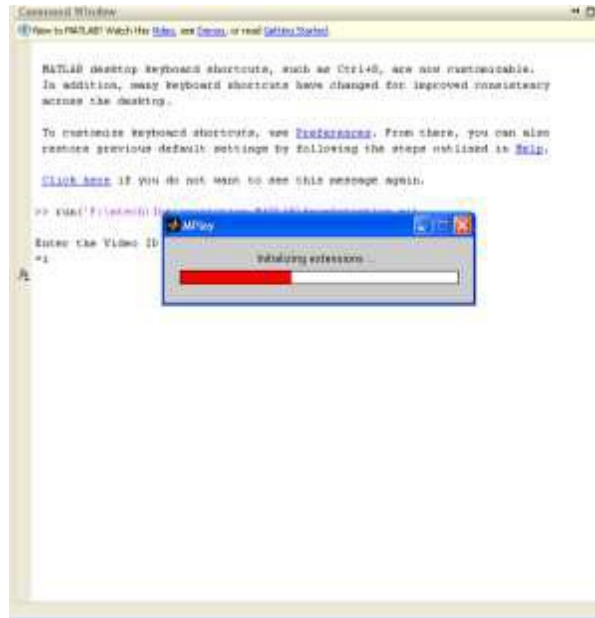 Command Window
New to MATLAB? Watch this Video, see Demos, or read Getting Started.
MATLAB desktop keyboard shortcuts, such as Ctrl+S, are now customizable.
In addition, many keyboard shortcuts have changed for improved consistency
across the desktop.
To customize keyboard shortcuts, use Preferences. From there, you can also
restore previous default settings by following the steps outlined in Help.
Click here if you do not want to see this message again.
>> run('F:\mtech\
MPlay
Enter the Video ID
Initializing extensions